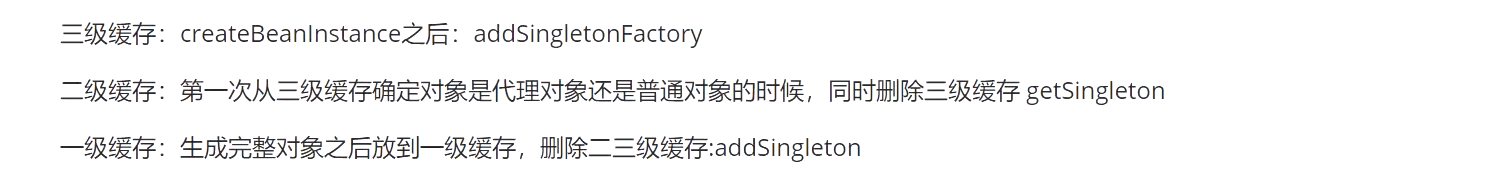 三级缓存：createBeanInstance之后：addSingletonFactory
二级缓存：第一次从三级缓存确定对象是代理对象还是普通对象的时候，同时删除三级缓存 getSingleton
一级缓存：生成完整对象之后放到一级缓存，删除二三级缓存:addSingleton